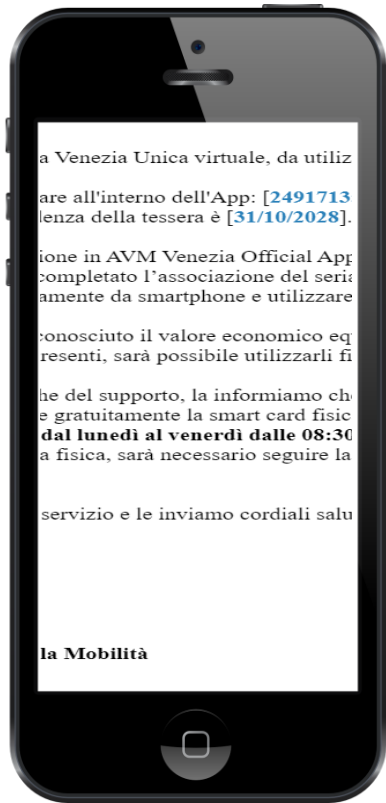 a Venezia Unica virtuale, da utiliz
are all'interno dell'App: [2491713
lenza della tessera è [31/10/2028].
ione in AVM Venezia Official App
completato l’associazione del seria
amente da smartphone e utilizzare
conosciuto il valore economico eq
resenti, sarà possibile utilizzarli fi
he del supporto, la informiamo che
e gratuitamente la smart card fisic
dal lunedì al venerdì dalle 08:30
a fisica, sarà necessario seguire la
servizio e le inviamo cordiali salu
la Mobilità